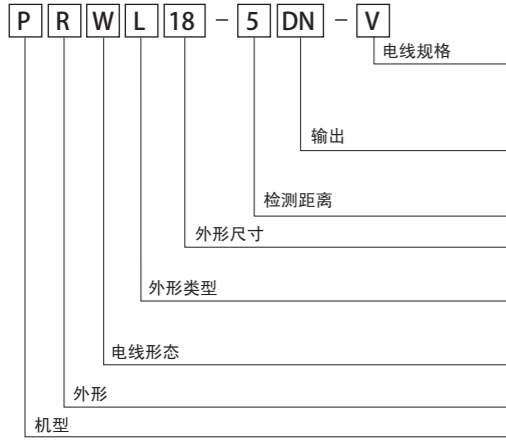 P R W L 18 - 5 DN - V
电线规格
输出
检测距离
外形尺寸
外形类型
电线形态
外形
机型